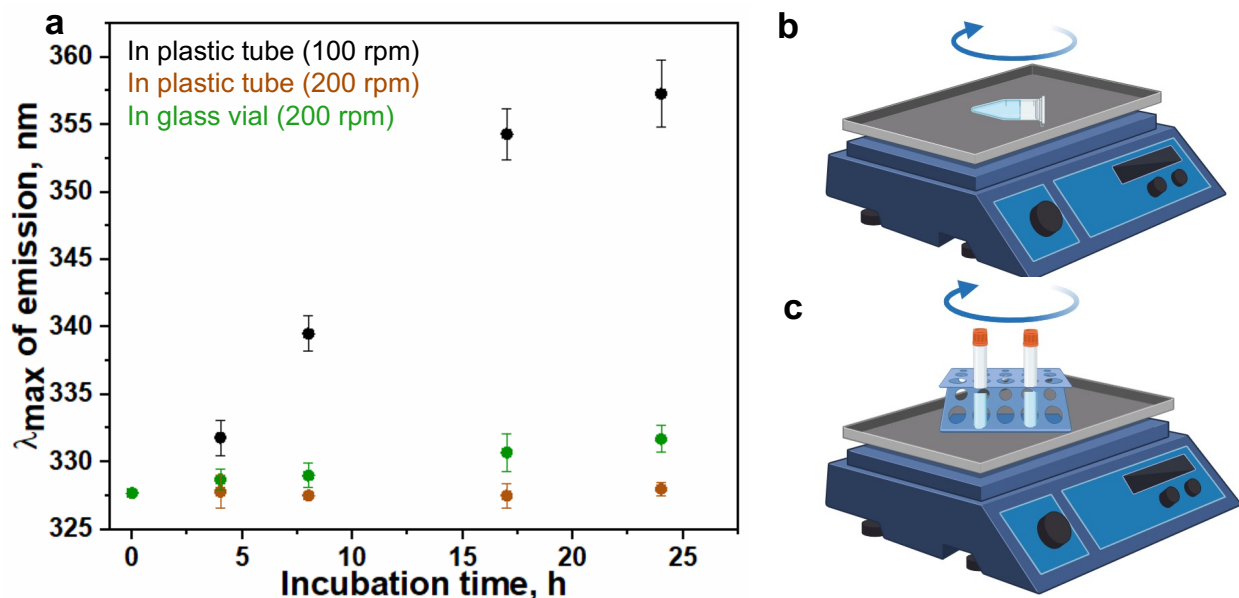 a
In plastic tube (100 rpm)
In plastic tube (200 rpm)
In glass vial (200 rpm)
λmax of emission, nm
360
355
350
345
340
335
330
325
0
5
10
15
20
25
Incubation time, h
b
c